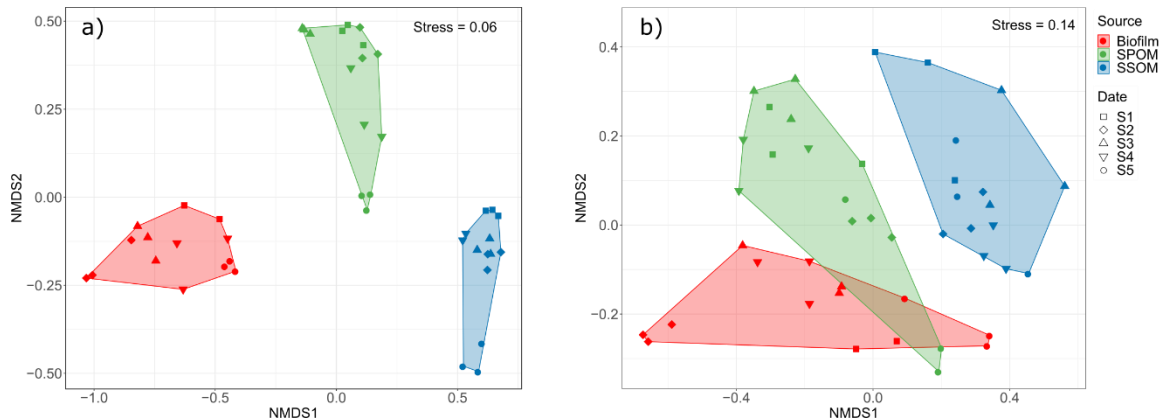 a)
Stress = 0.06
0.50
0.25
0.00
−0.25
−0.50
NMDS2
−1.0 −0.5 0.0 0.5
NMDS1
b)
Stress = 0.14
0.4
0.2
0.0
−0.2
NMDS2
−0.4 0.0 0.4
NMDS1
Source
Biofilm
SPOM
SSOM
Date
S1
S2
S3
S4
S5